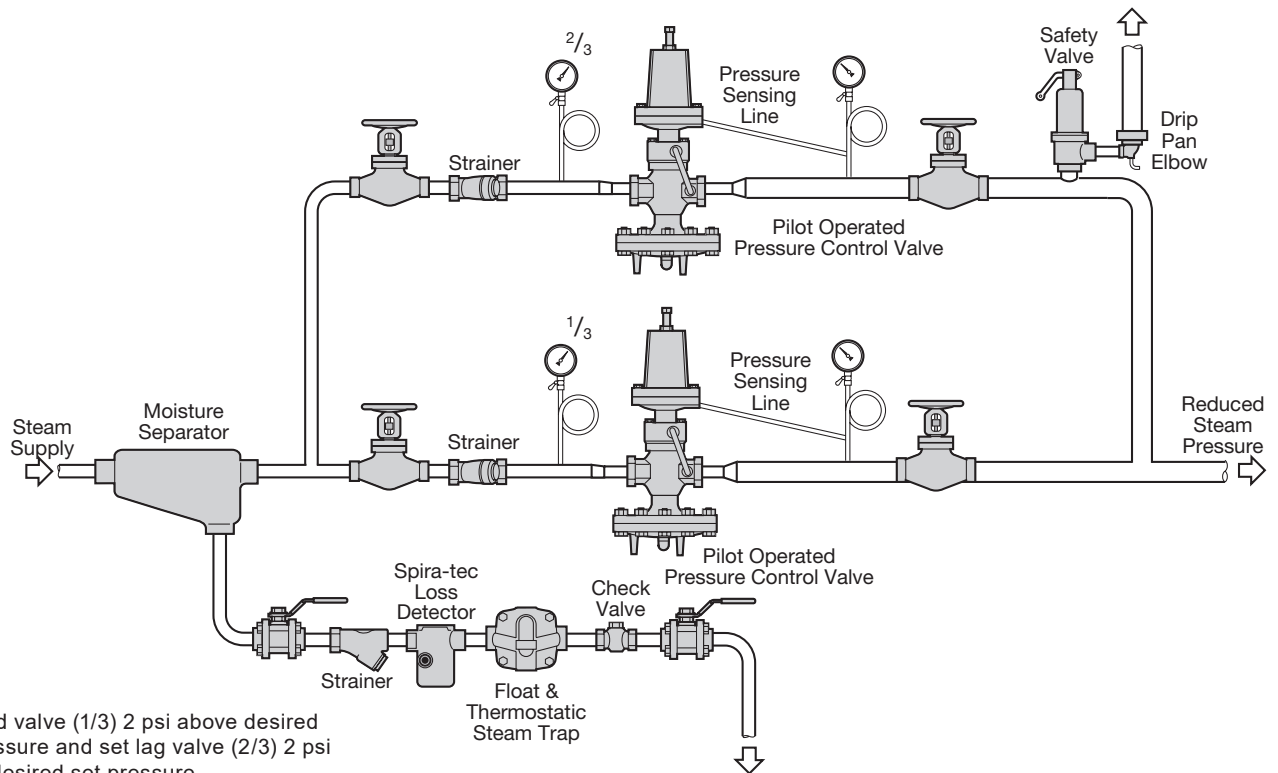 2/3
Safety
Valve
Pressure
Sensing
Line
Drip
Pan
Elbow
Strainer
Pilot Operated
Pressure Control Valve
1/3
Pressure
Sensing
Line
Moisture
Separator
Steam
Supply
Strainer
Reduced
Steam
Pressure
Pilot Operated
Pressure Control Valve
Spira-tec
Loss
Detector
Check
Valve
Strainer
Float &
Thermostatic
Steam Trap
valve (1/3) 2 psi above desired
and set lag valve (2/3) 2 psi
set pressure